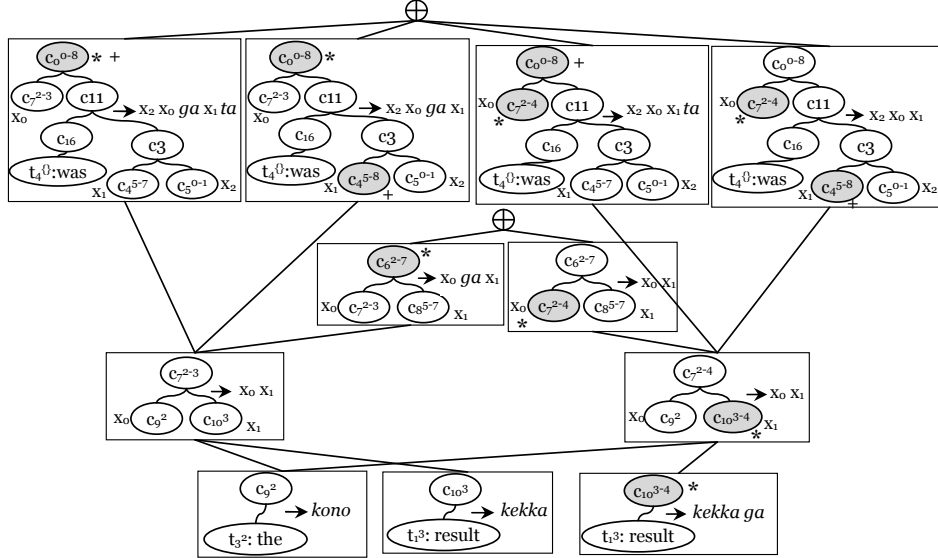 ⊕
c₀⁰⁻⁸ * +
c₇²⁻³ c11 → x₂ x₀ ga x₁ ta
x₀
c₁₆ c3
t₄{}:was x₁ c₄⁵⁻⁷ c₅⁰⁻¹ x₂
c₀⁰⁻⁸ *
c₇²⁻³ c11 → x₂ x₀ ga x₁
x₀
c₁₆ c3
t₄{}:was x₁ c₄⁵⁻⁸ c₅⁰⁻¹ x₂
+
c₀⁰⁻⁸ +
x₀ c₇²⁻⁴ c11 → x₂ x₀ x₁ ta
*
c₁₆ c3
t₄{}:was x₁ c₄⁵⁻⁷ c₅⁰⁻¹ x₂
c₀⁰⁻⁸
x₀ c₇²⁻⁴ c11 → x₂ x₀ x₁
*
c₁₆ c3
t₄{}:was x₁ c₄⁵⁻⁸ c₅⁰⁻¹ x₂
+
⊕
c₆²⁻⁷ *
→ x₀ ga x₁
x₀ c₇²⁻³ c₈⁵⁻⁷ x₁
c₆²⁻⁷
→ x₀ x₁
x₀ c₇²⁻⁴ c₈⁵⁻⁷ x₁
*
c₇²⁻³
→ x₀ x₁
x₀ c₉² c₁₀³ x₁
c₇²⁻⁴
→ x₀ x₁
x₀ c₉² c₁₀³⁻⁴ x₁
*
c₉²
→ kono
t₃²: the
c₁₀³
→ kekka
t₁³: result
c₁₀³⁻⁴ *
→ kekka ga
t₁³: result